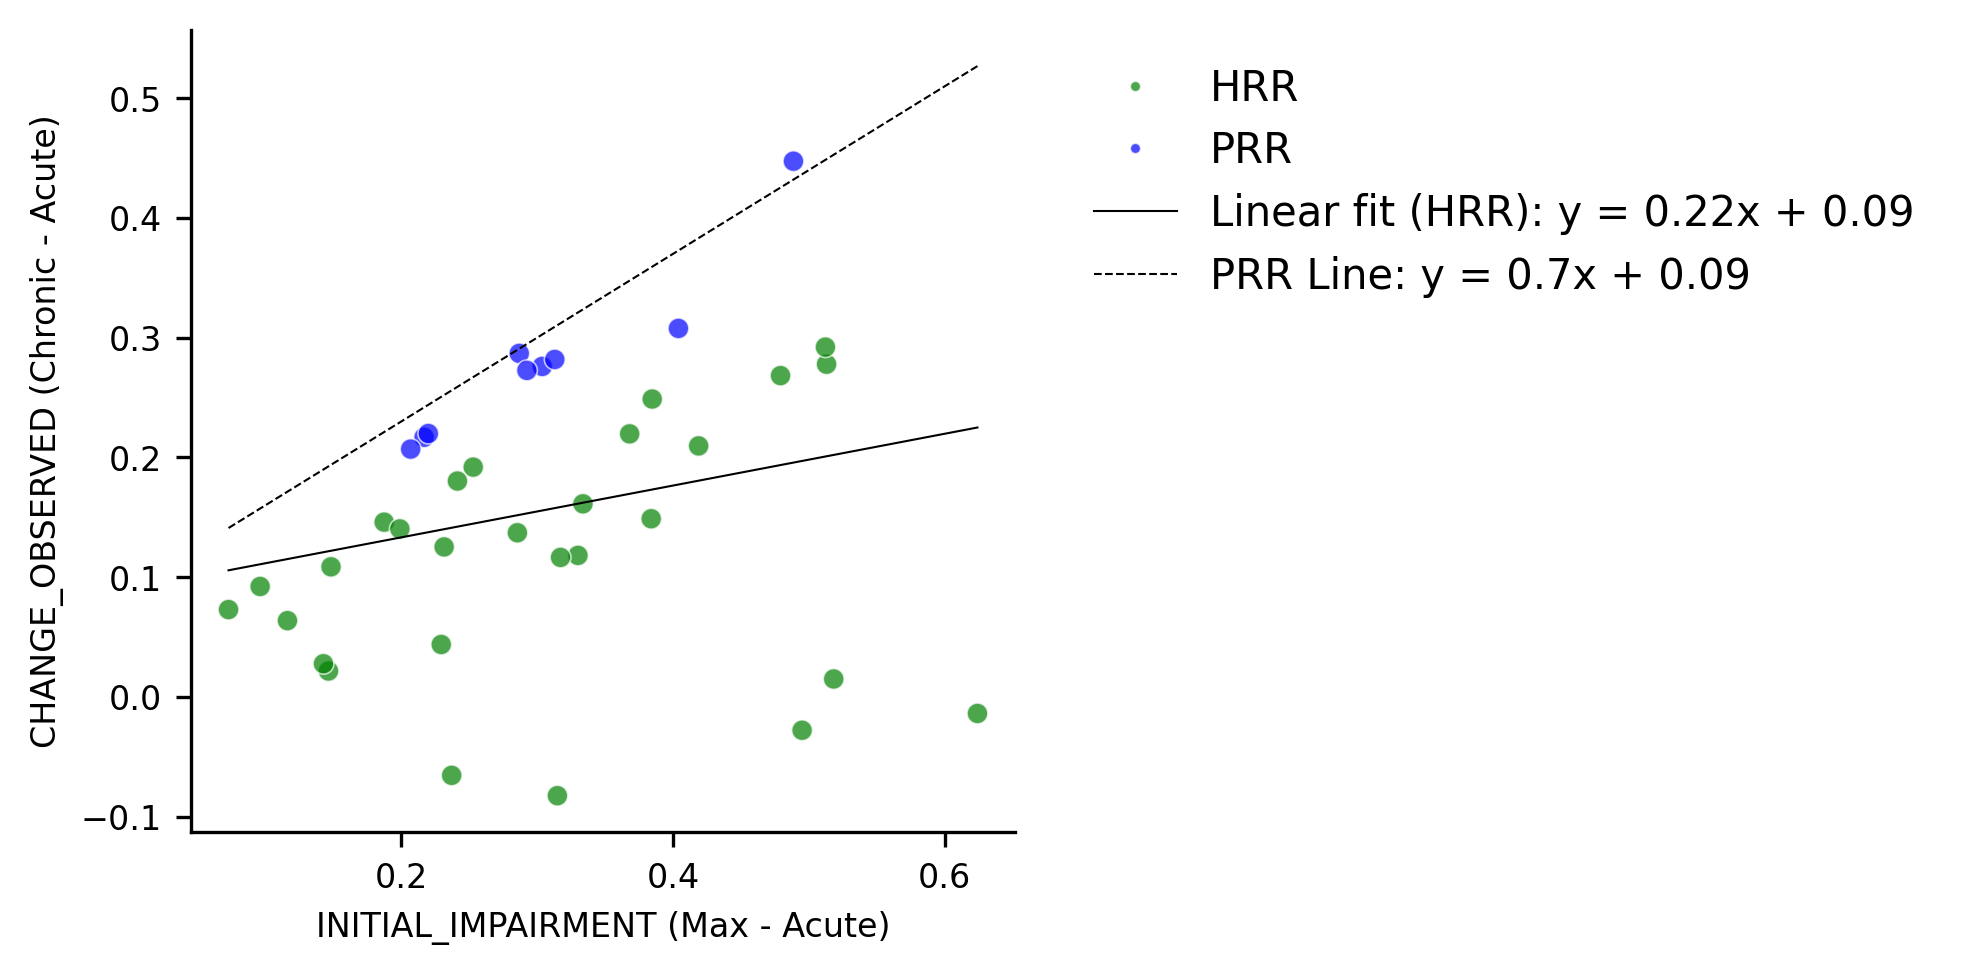 0.5
0.4
0.3
0.2
0.1
0.0
−0.1
CHANGE_OBSERVED (Chronic - Acute)
0.2 0.4 0.6
INITIAL_IMPAIRMENT (Max - Acute)
HRR
PRR
Linear fit (HRR): y = 0.22x + 0.09
PRR Line: y = 0.7x + 0.09